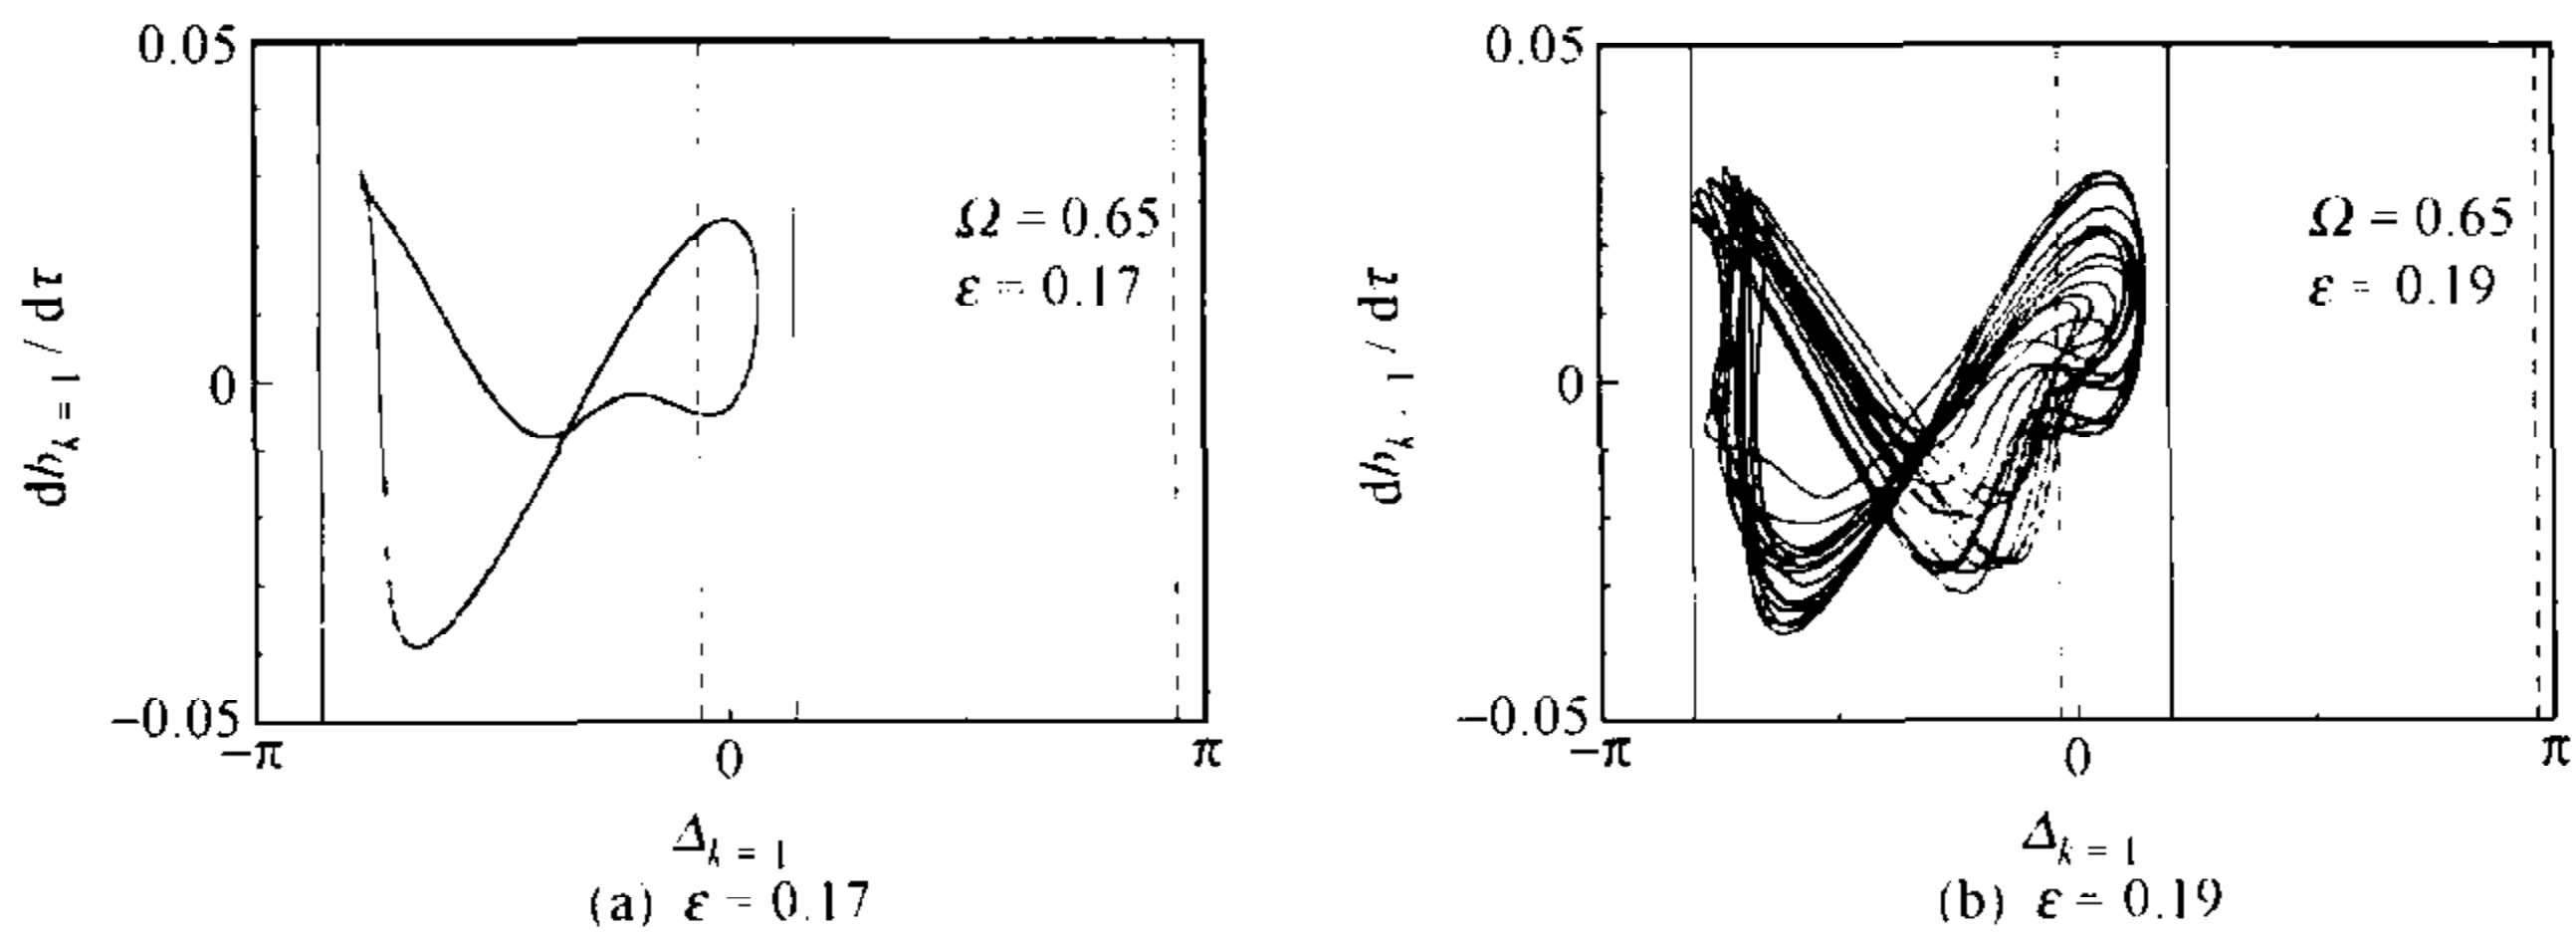 0.05
Ω = 0.65
ε = 0.17
dh_{k = 1} / dτ
0
−0.05
−π
0
π
Δ_{k = 1}
(a) ε = 0.17
0.05
Ω = 0.65
ε = 0.19
dh_{k = 1} / dτ
0
−0.05
−π
0
π
Δ_{k = 1}
(b) ε = 0.19